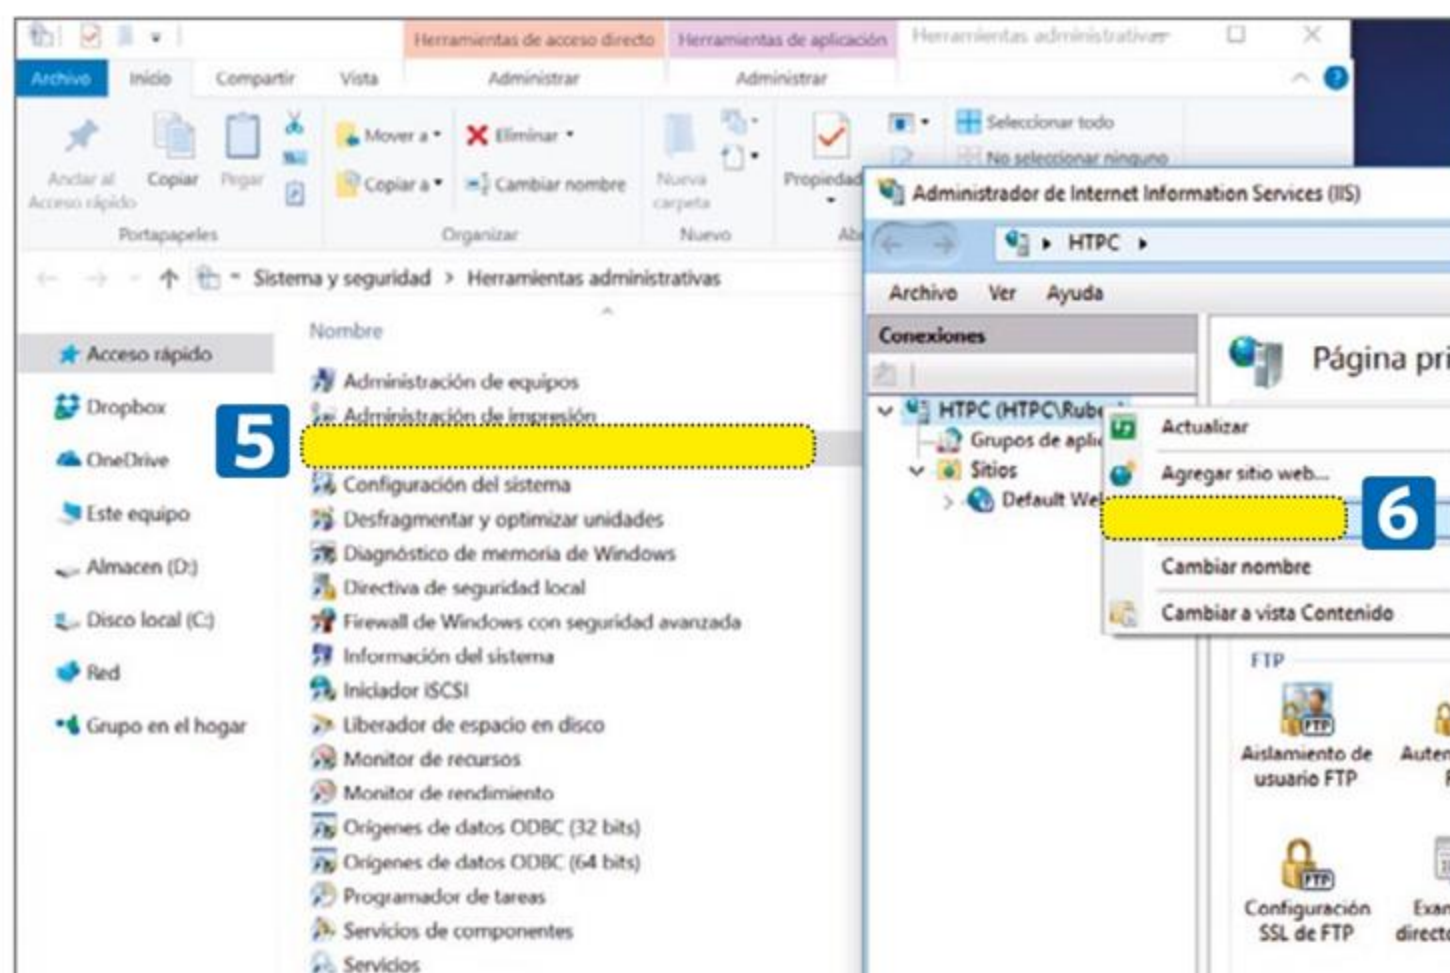 Herramientas de acceso directo
Herramientas de aplicación
Herramientas administrativas
Archivo
Inicio
Compartir
Vista
Administrar
Administrar
Mover a
Eliminar
Seleccionar todo
No seleccionar ninguno
Anclar al
Acceso rápido
Copiar
Pegar
Copiar a
Cambiar nombre
Nueva
carpeta
Propiedad
Portapapeles
Organizar
Nuevo
Ab
Sistema y seguridad > Herramientas administrativas
Nombre
Acceso rápido
Dropbox
OneDrive
Este equipo
Almacen (D:)
Disco local (C:)
Red
Grupo en el hogar
Administración de equipos
Administración de impresión
5
Configuración del sistema
Desfragmentar y optimizar unidades
Diagnóstico de memoria de Windows
Directiva de seguridad local
Firewall de Windows con seguridad avanzada
Información del sistema
Iniciador iSCSI
Liberador de espacio en disco
Monitor de recursos
Monitor de rendimiento
Orígenes de datos ODBC (32 bits)
Orígenes de datos ODBC (64 bits)
Programador de tareas
Servicios de componentes
Servicios
Administrador de Internet Information Services (IIS)
HTPC
Archivo Ver Ayuda
Conexiones
HTPC (HTPC\Rube
Grupos de aplic
Sitios
Default We
Página pri
Actualizar
Agregar sitio web...
6
Cambiar nombre
Cambiar a vista Contenido
FTP
Aislamiento de
usuario FTP
Auten
Configuración
SSL de FTP
Exam
directo